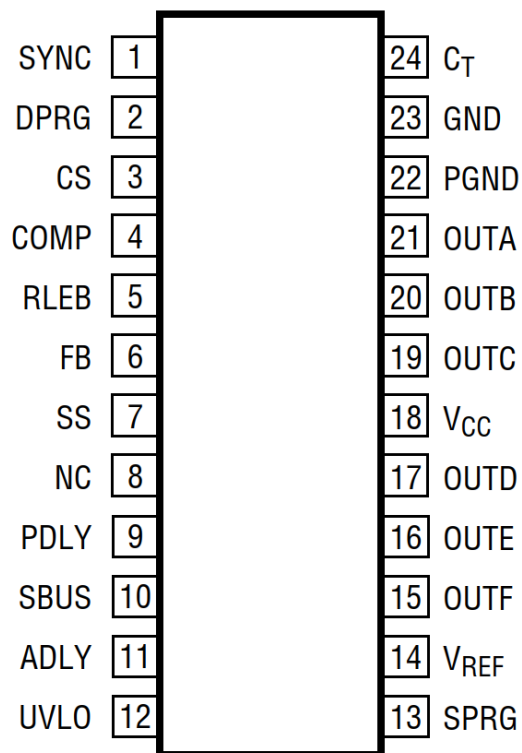 SYNC 1 24 CT
DPRG 2 23 GND
CS 3 22 PGND
COMP 4 21 OUTA
RLEB 5 20 OUTB
FB 6 19 OUTC
SS 7 18 VCC
NC 8 17 OUTD
PDLY 9 16 OUTE
SBUS 10 15 OUTF
ADLY 11 14 VREF
UVLO 12 13 SPRG